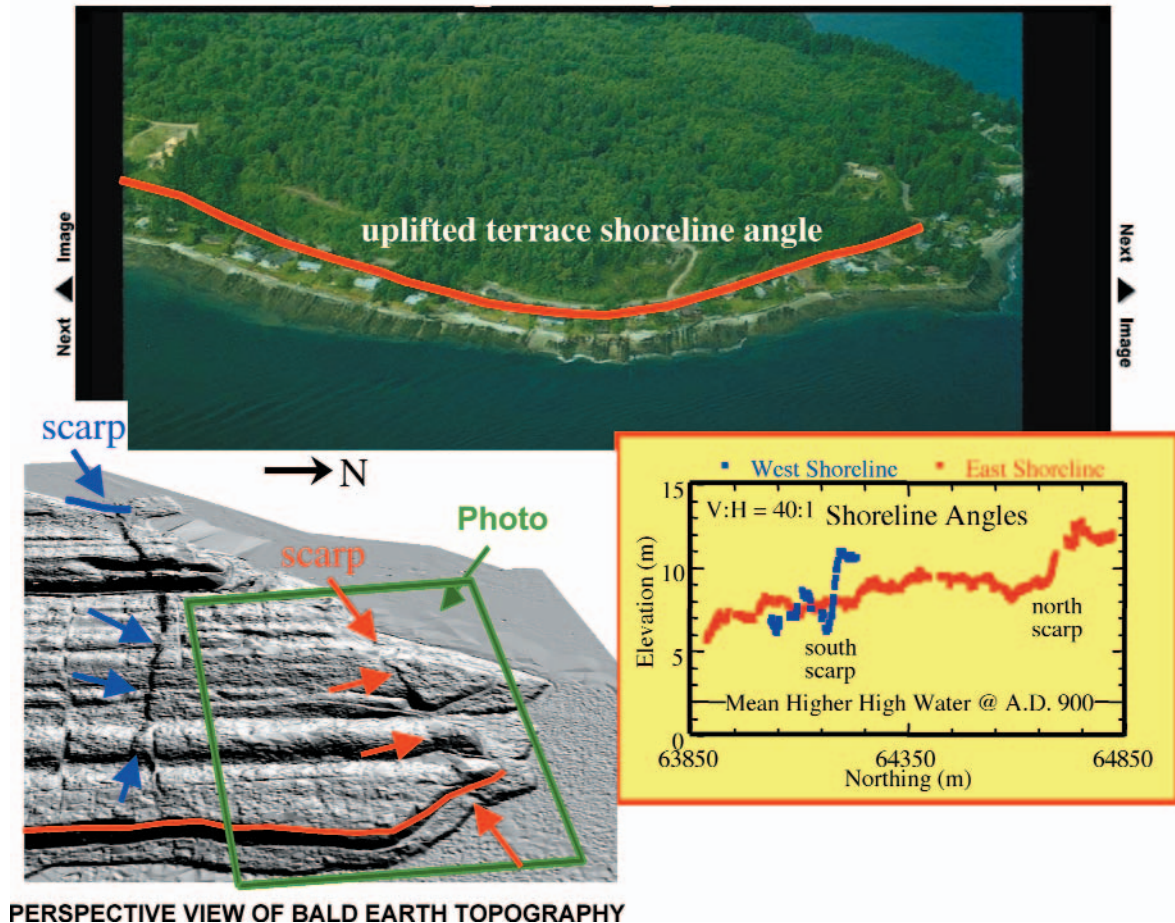 Next Image
uplifted terrace shoreline angle
Next Image
scarp
N
Photo
scarp
West Shoreline East Shoreline
V:H = 40:1 Shoreline Angles
15
10
5
0
Elevation (m)
north
scarp
south
scarp
Mean Higher High Water @ A.D. 900
63850 64350 64850
Northing (m)
PERSPECTIVE VIEW OF BALD EARTH TOPOGRAPHY